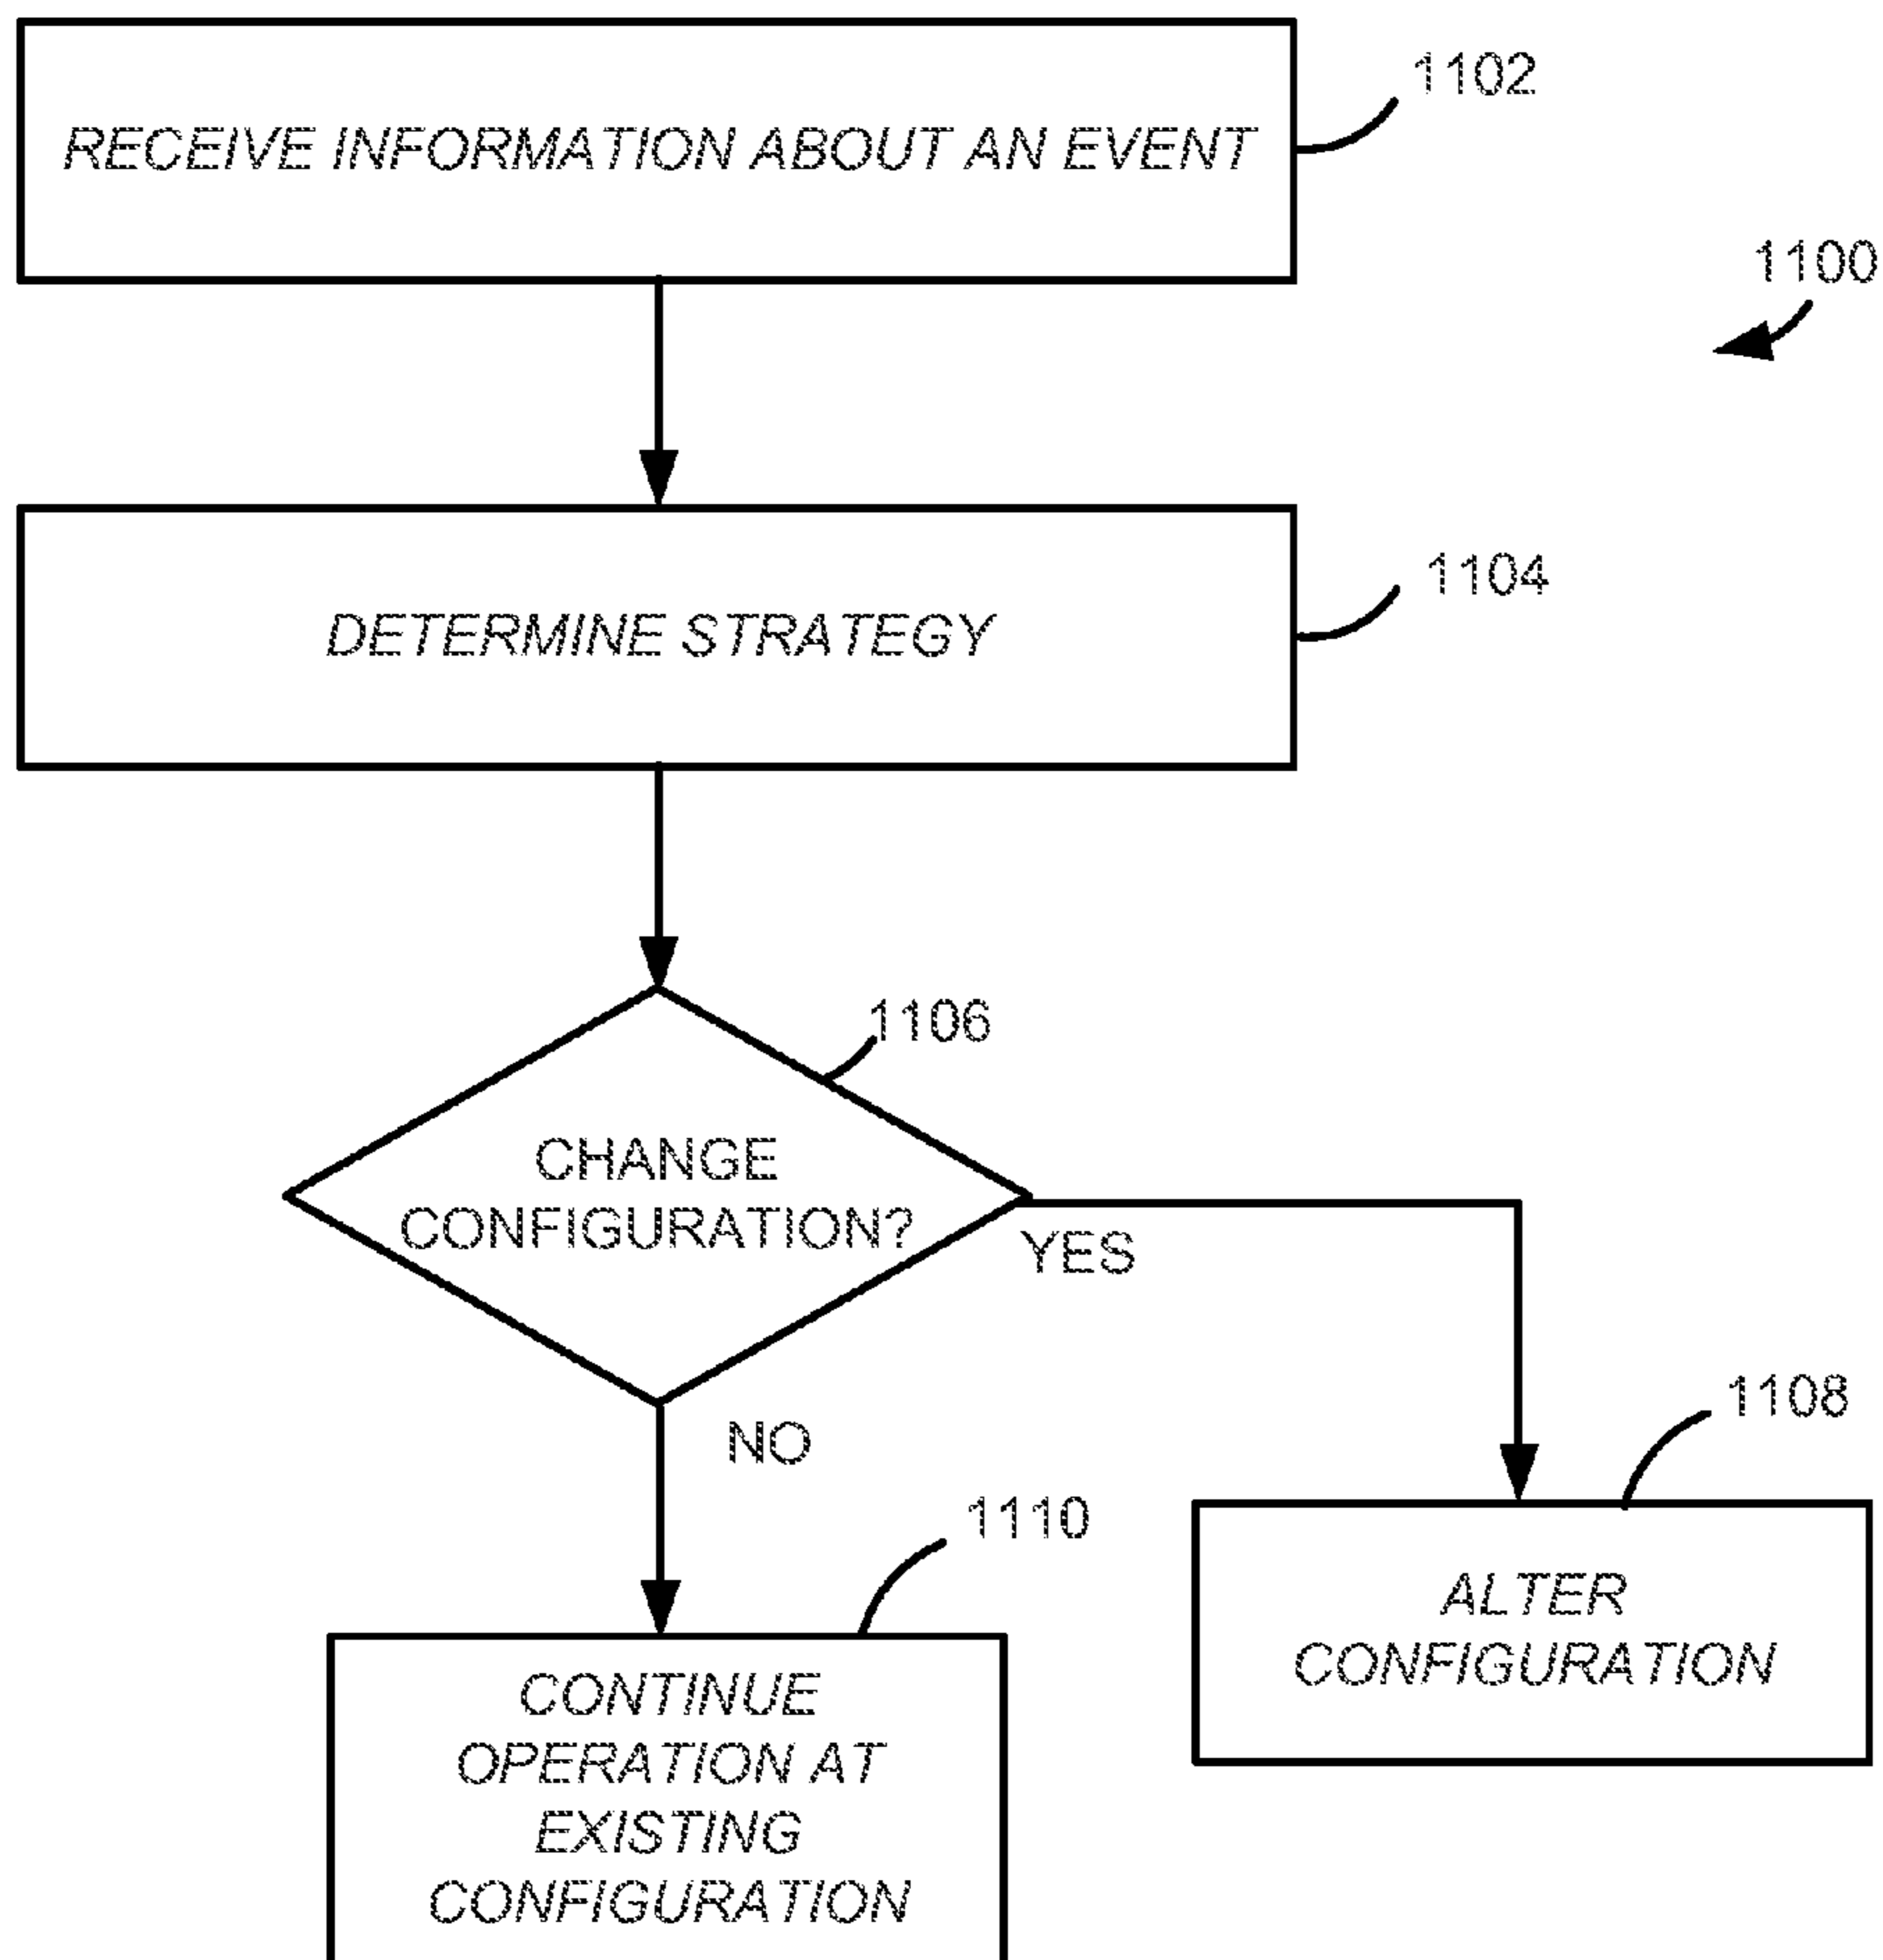 1102
RECEIVE INFORMATION ABOUT AN EVENT
1100
1104
DETERMINE STRATEGY
1106
CHANGE
CONFIGURATION?
YES
NO
1108
ALTER
CONFIGURATION
1110
CONTINUE
OPERATION AT
EXISTING
CONFIGURATION